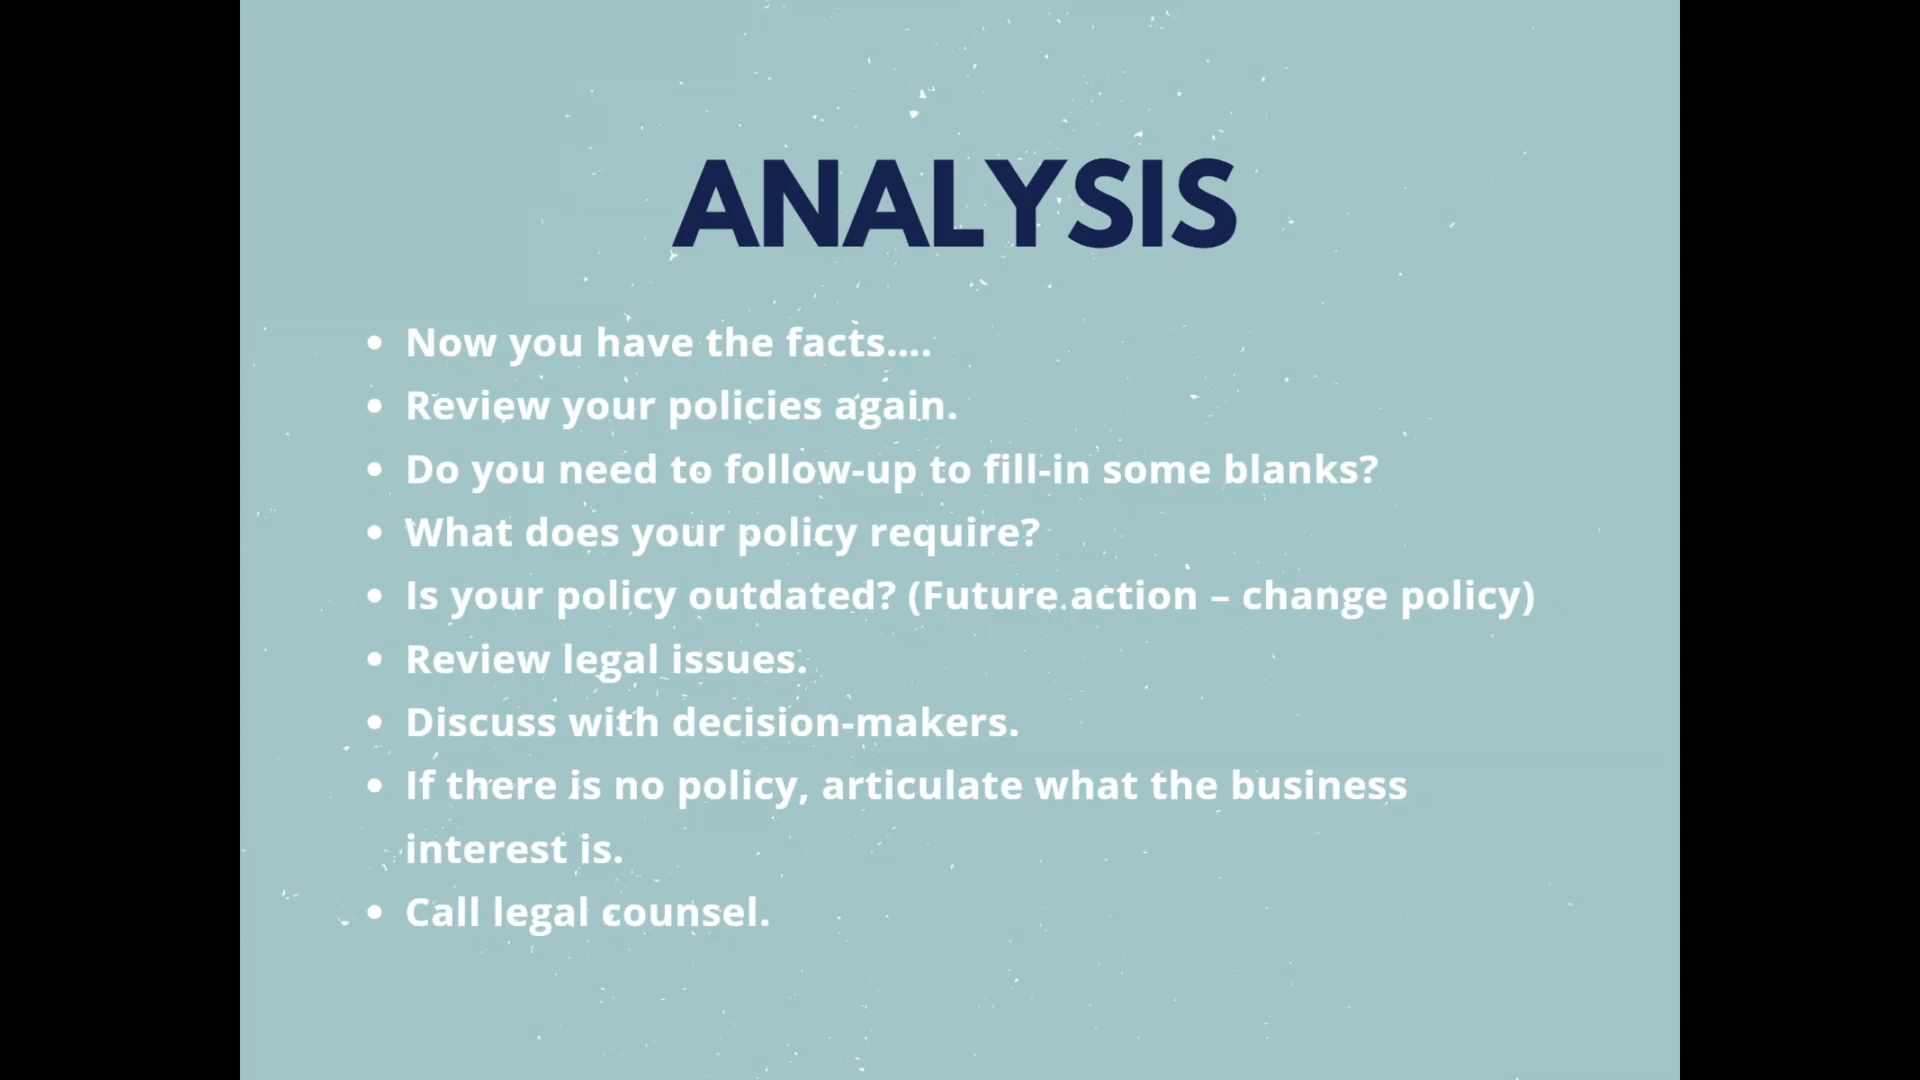 ANALYSIS
• Now you have the facts....
• Review your policies again.
• Do you need to follow-up to fill-in some blanks?
• What does your policy require?
• Is your policy outdated? (Future action – change policy)
• Review legal issues.
• Discuss with decision-makers.
• If there is no policy, articulate what the business
interest is.
• Call legal counsel.